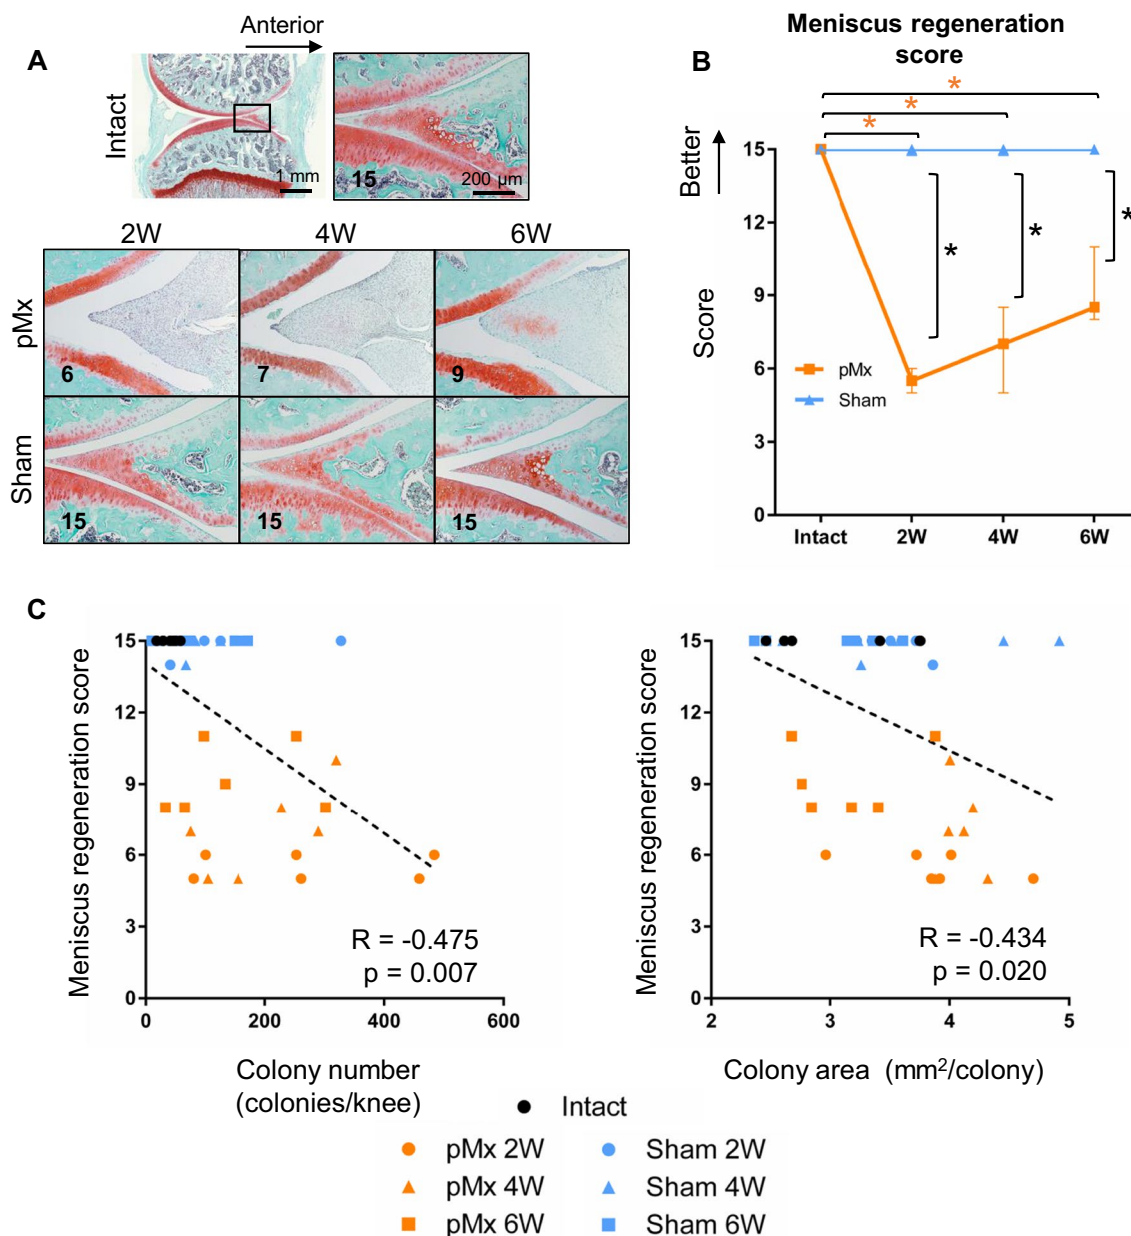 A
Anterior
Intact
1 mm
15
200 µm
2W
4W
6W
pMx
6
7
9
Sham
15
15
15
B
Meniscus regeneration
score
*
*
*
Better
Score
15
12
9
6
3
0
*
*
*
pMx
Sham
Intact
2W
4W
6W
C
Meniscus regeneration score
15
12
9
6
3
0
R = -0.475
p = 0.007
0
200
400
600
Colony number
(colonies/knee)
Meniscus regeneration score
15
12
9
6
3
0
R = -0.434
p = 0.020
2
3
4
5
Colony area (mm²/colony)
Intact
pMx 2W
Sham 2W
pMx 4W
Sham 4W
pMx 6W
Sham 6W